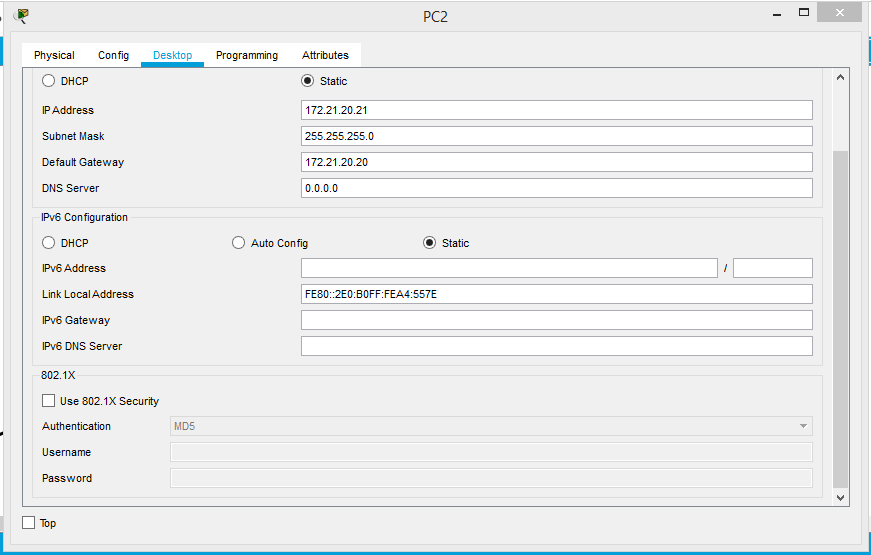 PC2
Physical Config Desktop Programming Attributes
DHCP Static
IP Address 172.21.20.21
Subnet Mask 255.255.255.0
Default Gateway 172.21.20.20
DNS Server 0.0.0.0
IPv6 Configuration
DHCP Auto Config Static
IPv6 Address /
Link Local Address FE80::2E0:B0FF:FEA4:557E
IPv6 Gateway
IPv6 DNS Server
802.1X
Use 802.1X Security
Authentication MD5
Username
Password
Top